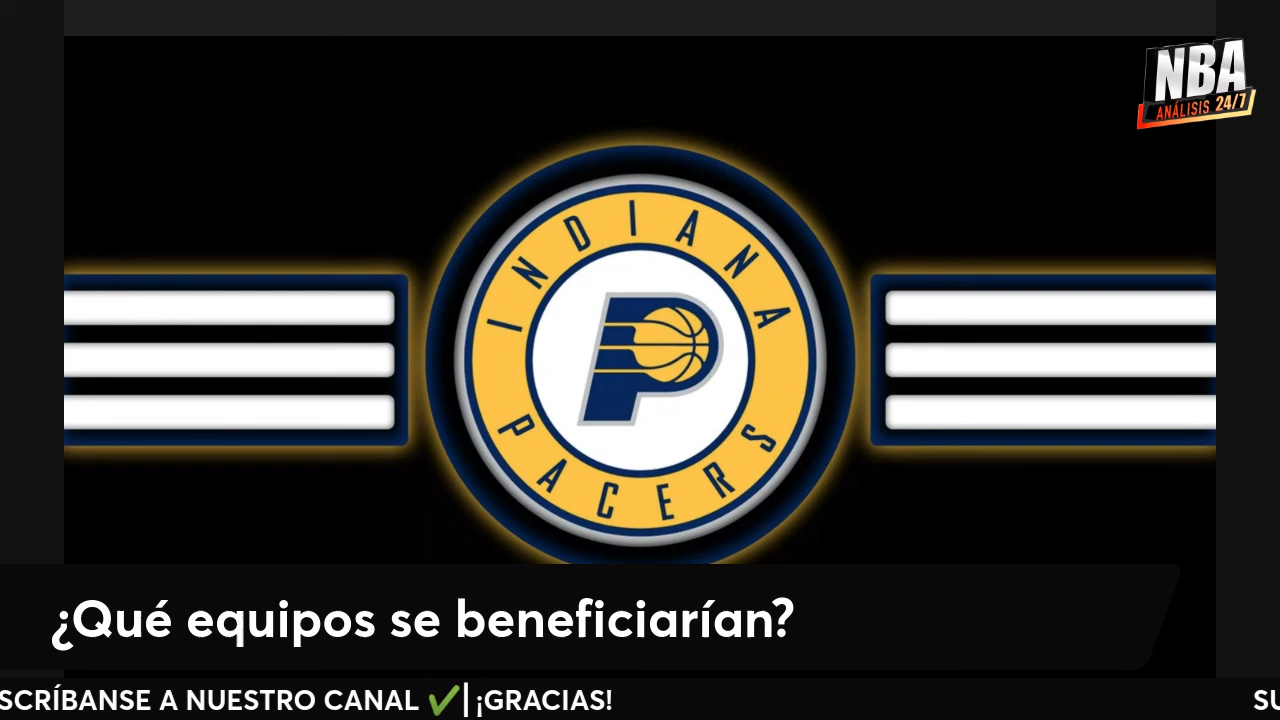 NBA
ANÁLISIS 24/7
INDIANA
PACERS
¿Qué equipos se beneficiarían?
SCRÍBANSE A NUESTRO CANAL ✔| ¡GRACIAS!
SU